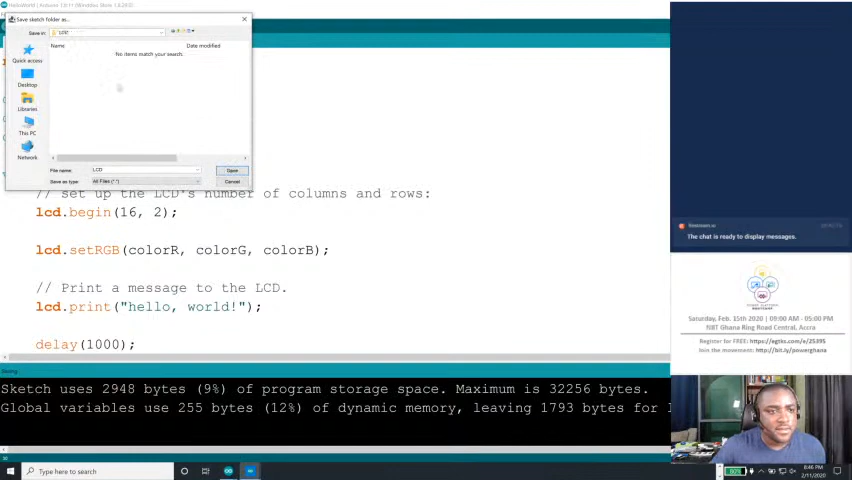 HelloWorld | Arduino 1.8.11 (Windows Store 1.8.28.0)
Save sketch folder as...
Save in:
LCD
Name
Date modified
No items match your search.
Quick access
Desktop
Libraries
This PC
Network
File name:
LCD
Save
Save as type:
All Files (*.*)
Cancel
// set up the LCD's number of columns and rows:
lcd.begin(16, 2);
lcd.setRGB(colorR, colorG, colorB);
// Print a message to the LCD.
lcd.print("hello, world!");
delay(1000);
Saving
Sketch uses 2948 bytes (9%) of program storage space. Maximum is 32256 bytes.
Global variables use 255 bytes (12%) of dynamic memory, leaving 1793 bytes for l
The chat is ready to display messages.
Saturday, Feb. 15th 2020 | 09:00 AM - 05:00 PM
NBT Ghana Ring Road Central, Accra
Register for FREE: https://egtks.com/e/25395
Join the movement: http://bit.ly/powerghana
Type here to search
8:46 PM
2/11/2020